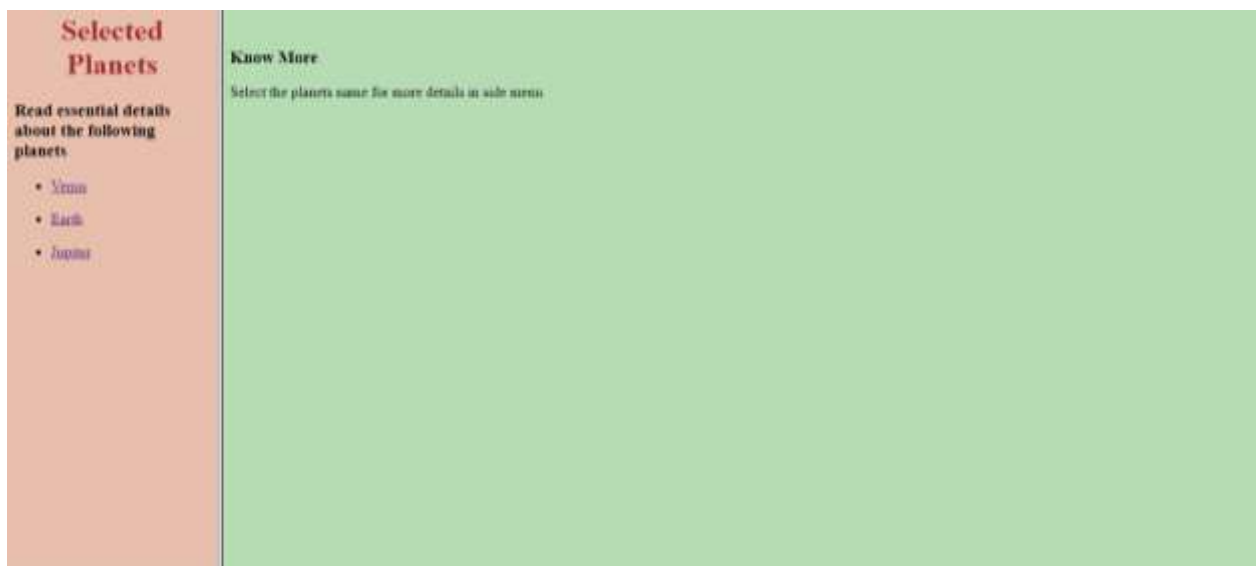 Selected
Planets
Read essential details
about the following
planets
Venus
Earth
Jupiter
Know More
Select the planets name for more details in side menu